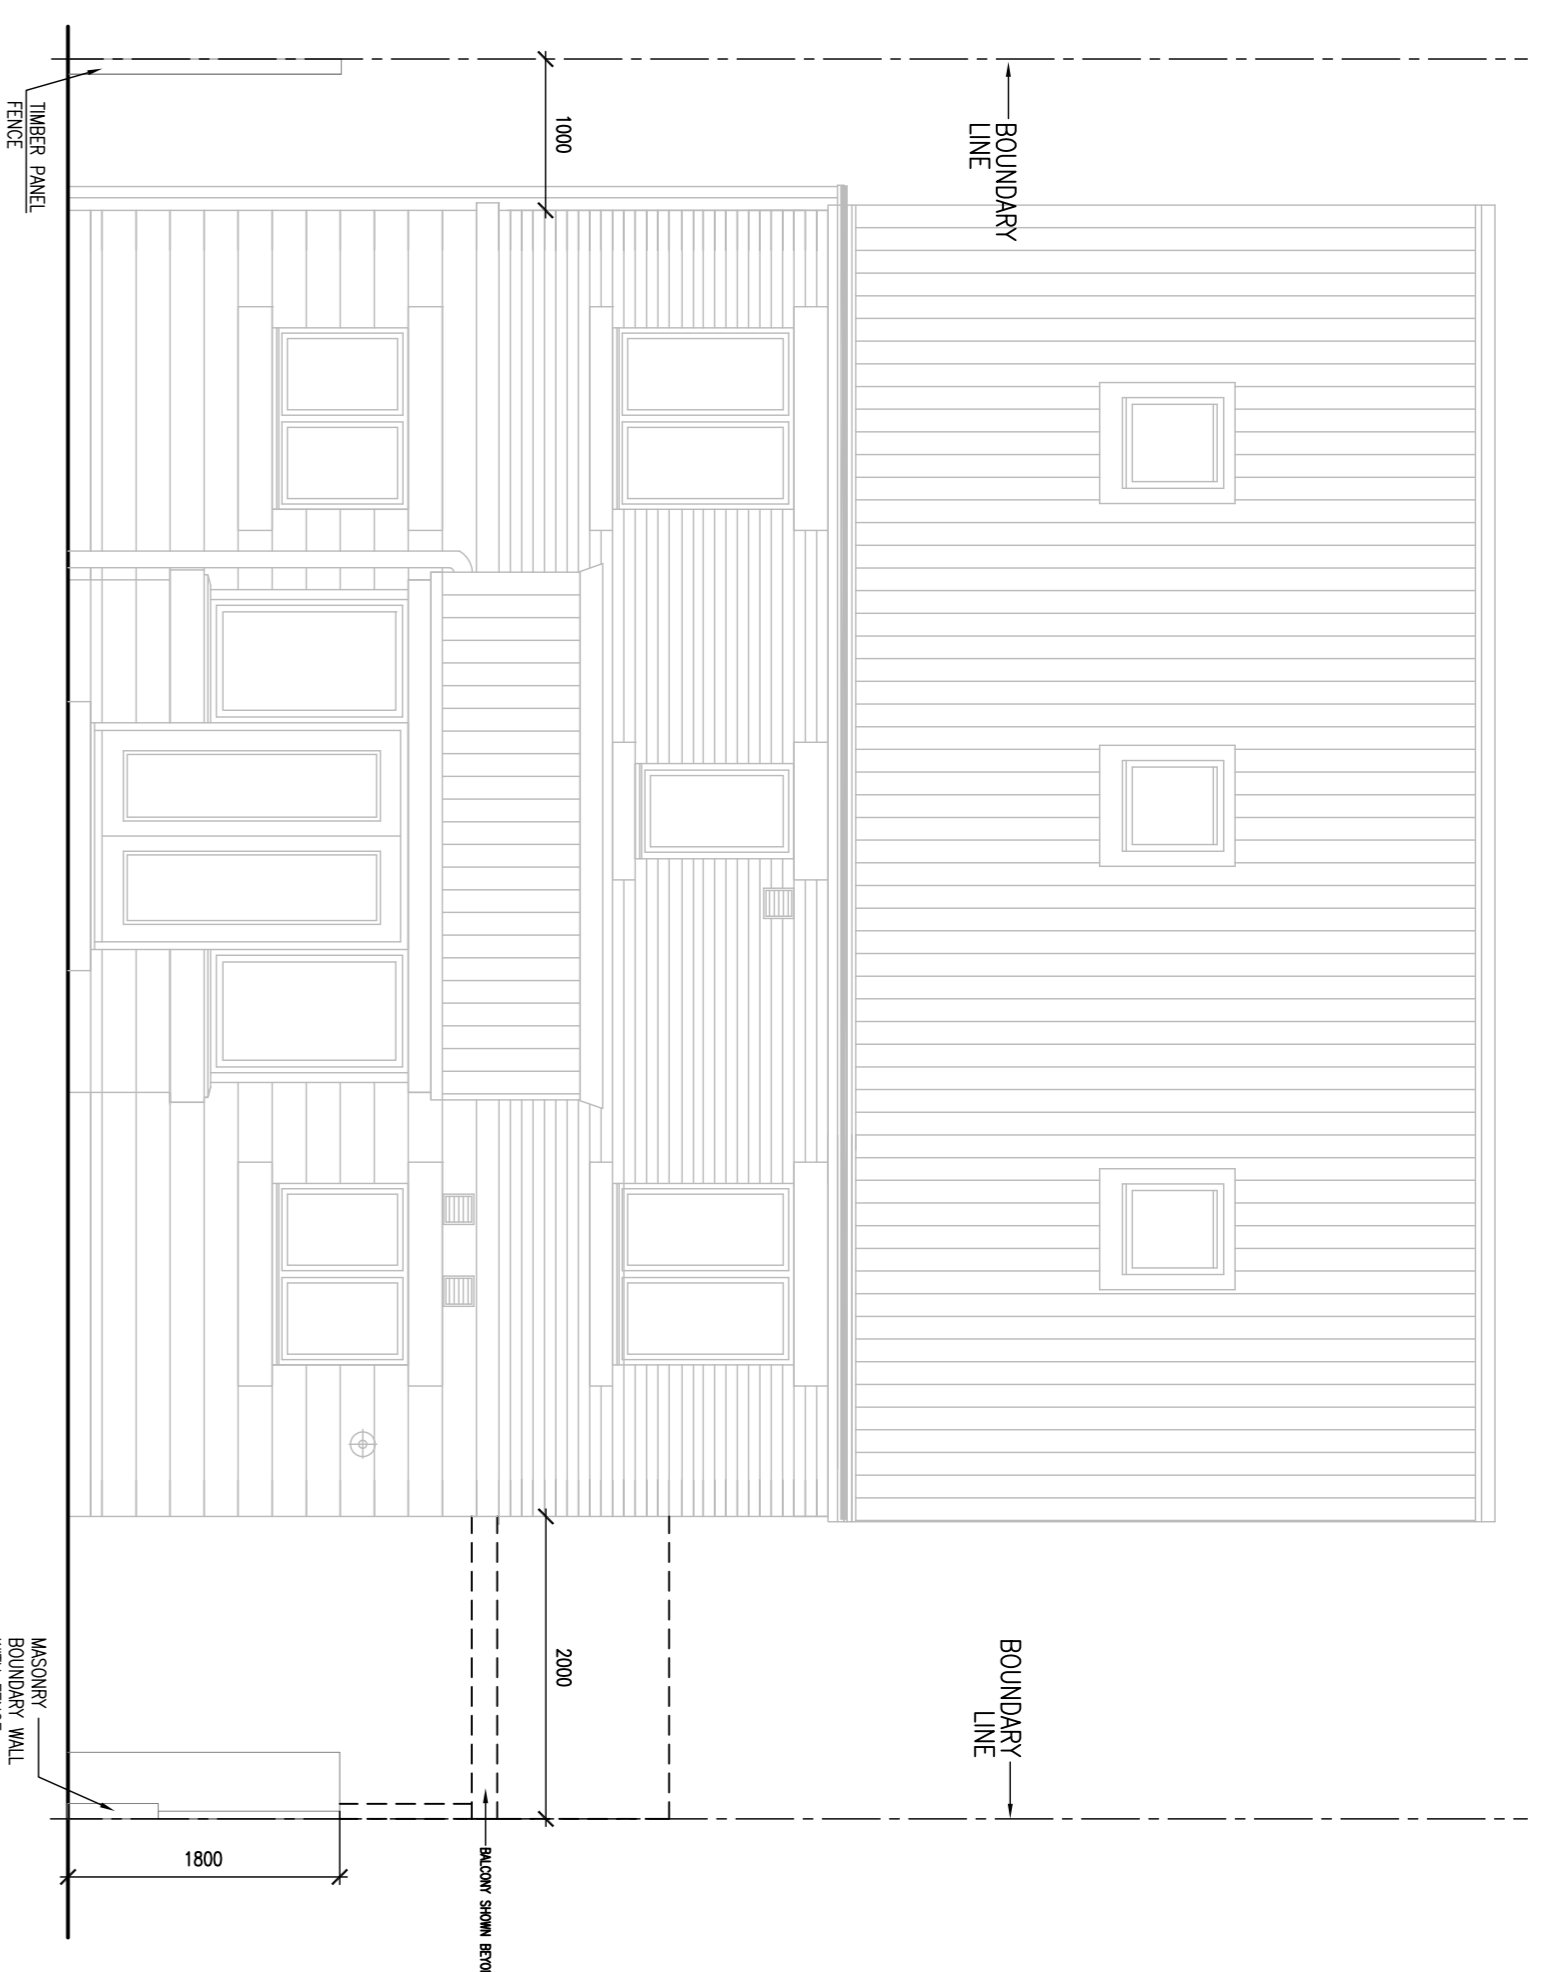 BOUNDARY
LINE
1000
TIMBER PANEL
FENCE
BOUNDARY
LINE
2000
BALCONY SHOWN
1800
MASONRY
BOUNDARY WALL